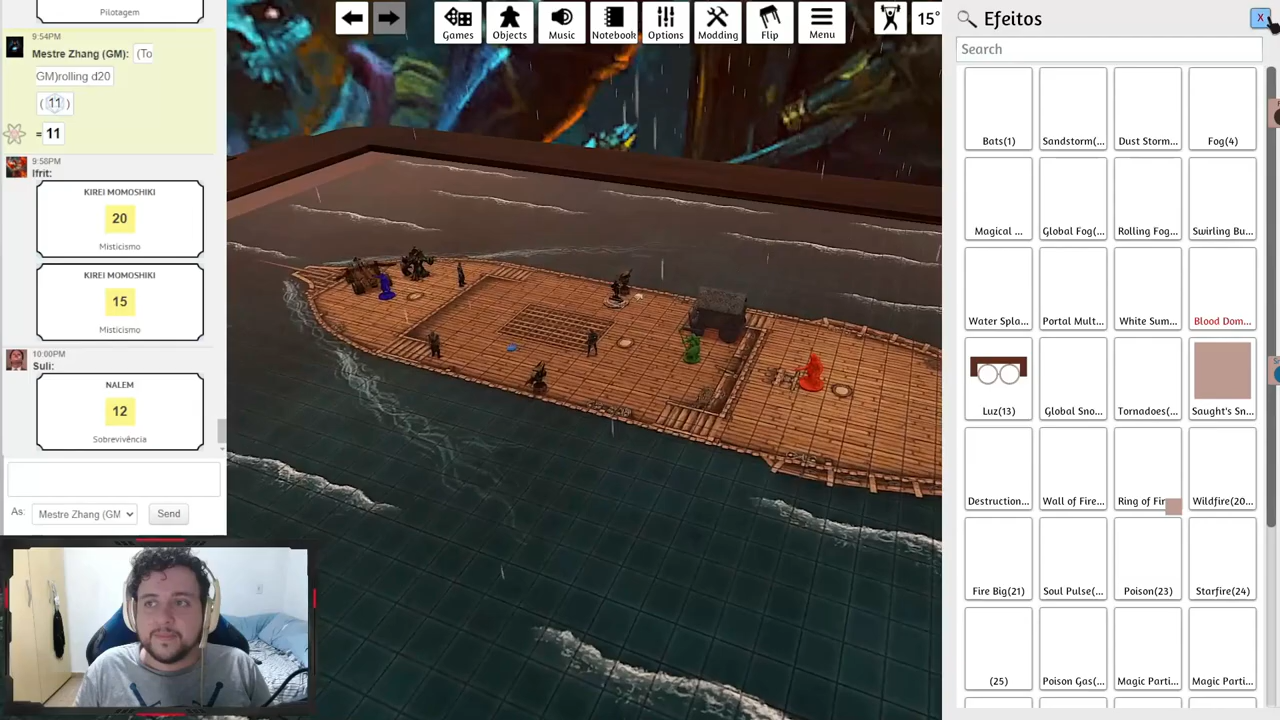 Pilotagem
9:54PM
Mestre Zhang (GM): (To
GM)rolling d20
(11)
= 11
9:58PM
Ifrit:
KIREI MOMOSHIKI
20
Misticismo
KIREI MOMOSHIKI
15
Misticismo
10:00PM
Suli:
NALEM
12
Sobrevivência
As: Mestre Zhang (GM
Send
Games Objects Music Notebook Options Modding Flip Menu
15°
Efeitos
X
Search
Bats(1) Sandstorm(... Dust Storm... Fog(4)
Magical ... Global Fog(... Rolling Fog... Swirling Bu...
Water Spla... Portal Mult... White Sum... Blood Dom...
Luz(13) Global Sno... Tornadoes(... Saught's Sn...
Destruction... Wall of Fire... Ring of Fir Wildfire(20...
Fire Big(21) Soul Pulse(... Poison(23) Starfire(24)
(25) Poison Gas(... Magic Parti... Magic Parti...